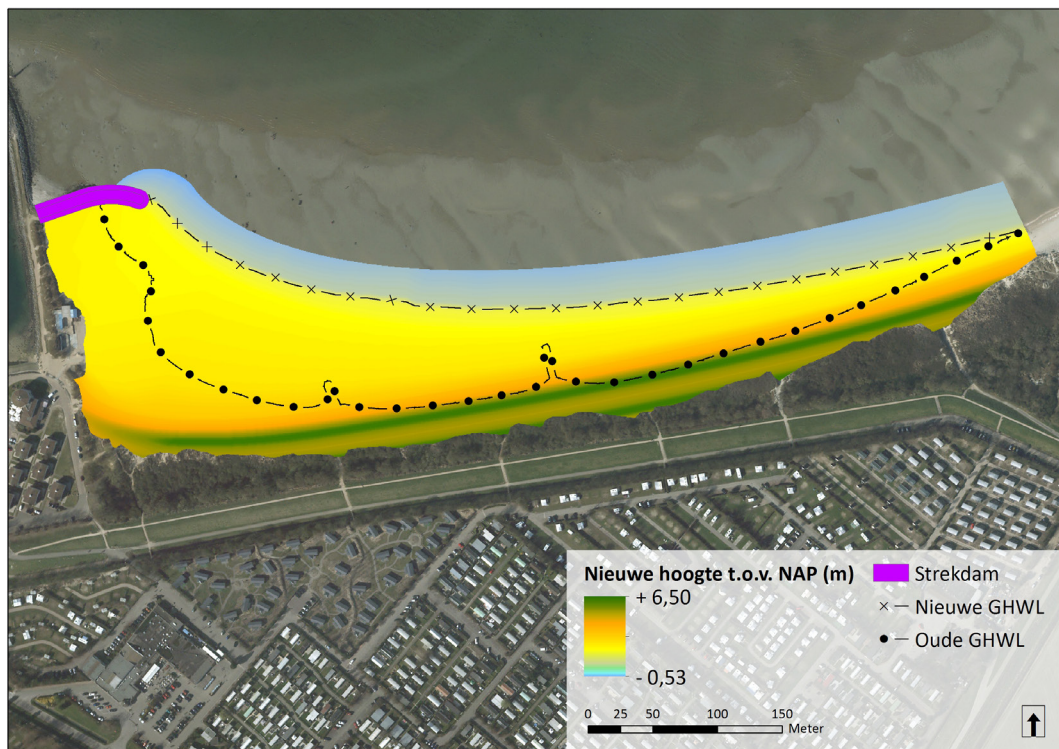 Nieuwe hoogte t.o.v. NAP (m)
+ 6,50
- 0,53
Strekdam
Nieuwe GHWL
Oude GHWL
0 25 50 100 150
Meter